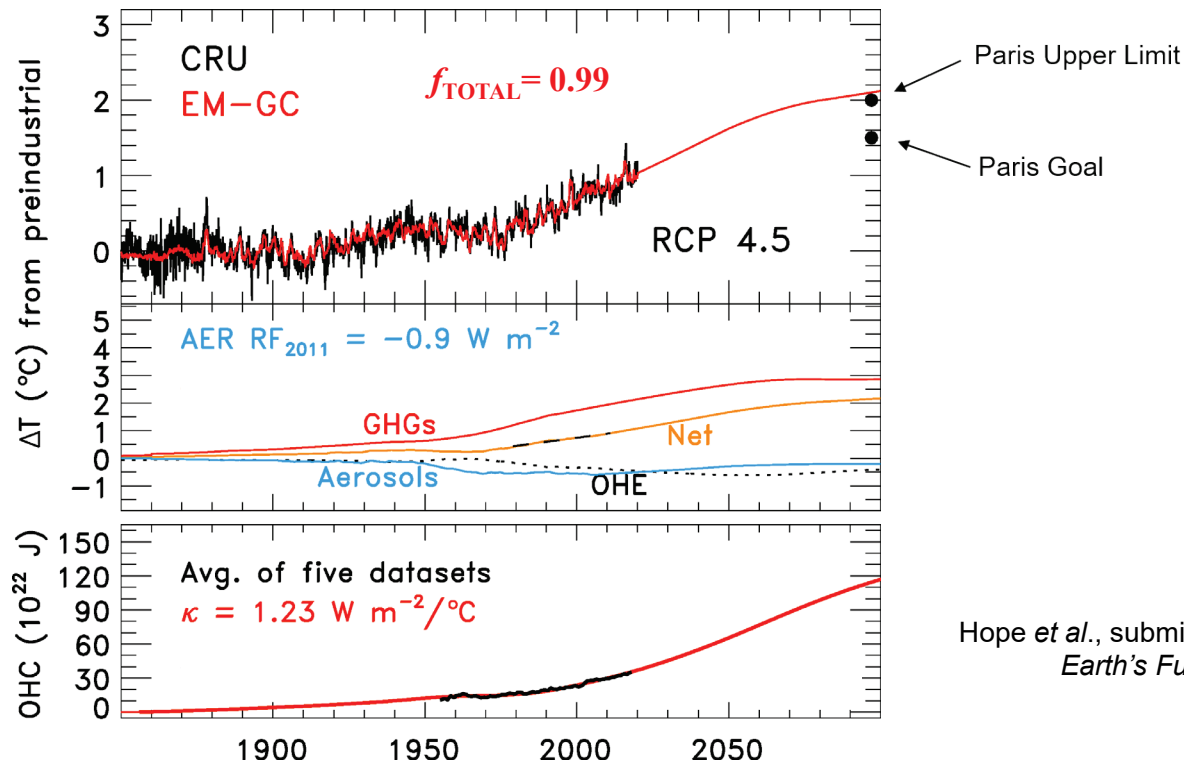 3
CRU
EM-GC
f_TOTAL = 0.99
2
1
0
RCP 4.5
Paris Upper Limit
Paris Goal
ΔT (°C) from preindustrial
5
4
3
2
1
0
-1
AER RF₂₀₁₁ = -0.9 W m⁻²
GHGs
Net
Aerosols
OHE
OHC (10²² J)
150
120
90
60
30
0
Avg. of five datasets
κ = 1.23 W m⁻²/°C
1900 1950 2000 2050
Hope et al., submi
Earth's Fu